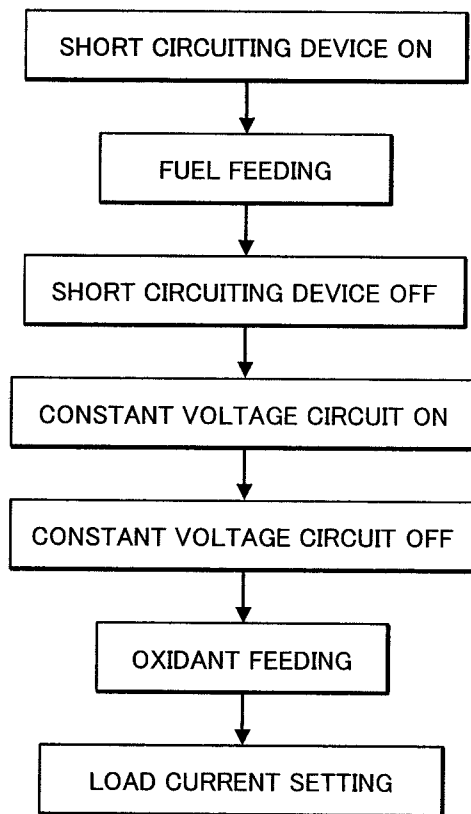 SHORT CIRCUITING DEVICE ON
FUEL FEEDING
SHORT CIRCUITING DEVICE OFF
CONSTANT VOLTAGE CIRCUIT ON
CONSTANT VOLTAGE CIRCUIT OFF
OXIDANT FEEDING
LOAD CURRENT SETTING